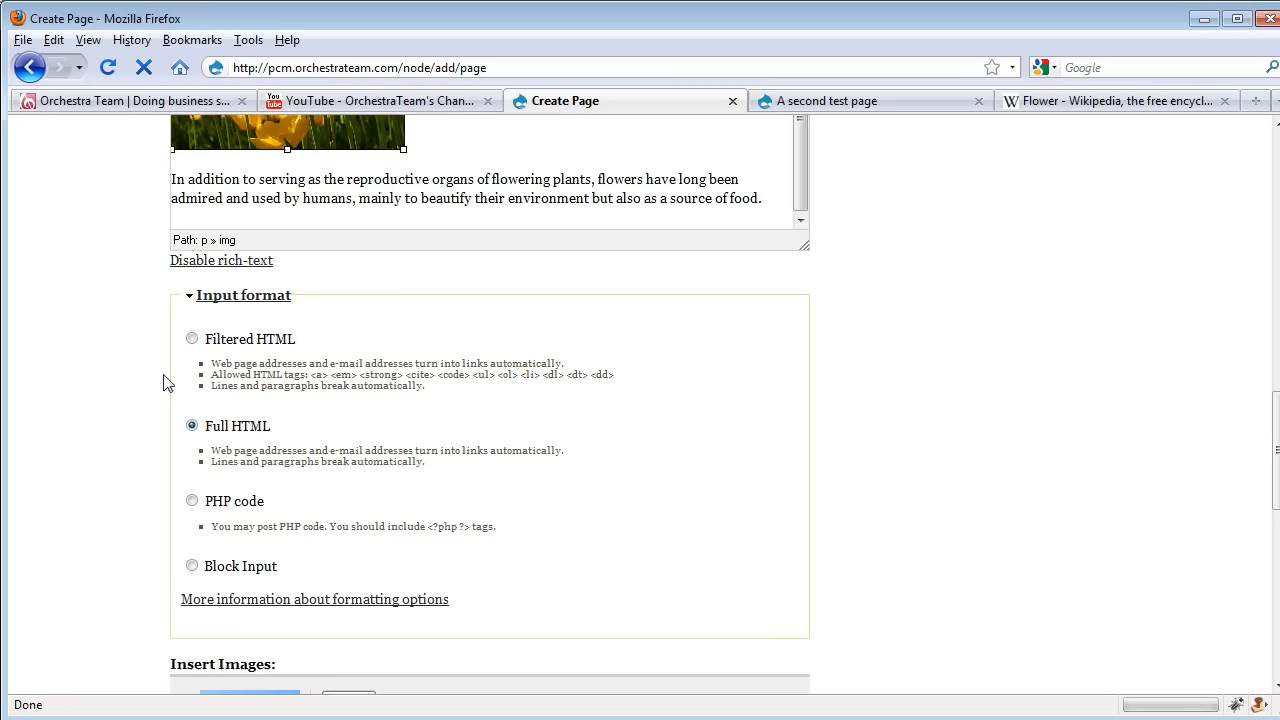 Create Page - Mozilla Firefox
File Edit View History Bookmarks Tools Help
http://pcm.orchestrateam.com/node/add/page
Google
Orchestra Team | Doing business s...
You Tube
YouTube - OrchestraTeam's Chan...
Create Page
A second test page
W Flower - Wikipedia, the free encycl...
In addition to serving as the reproductive organs of flowering plants, flowers have long been
admired and used by humans, mainly to beautify their environment but also as a source of food.
Path: p » img
Disable rich-text
Input format
Filtered HTML
Web page addresses and e-mail addresses turn into links automatically.
Allowed HTML tags: <a> <em> <strong> <cite> <code> <ul> <ol> <li> <dl> <dt> <dd>
Lines and paragraphs break automatically.
Full HTML
Web page addresses and e-mail addresses turn into links automatically.
Lines and paragraphs break automatically.
PHP code
You may post PHP code. You should include <?php ?> tags.
Block Input
More information about formatting options
Insert Images:
Done